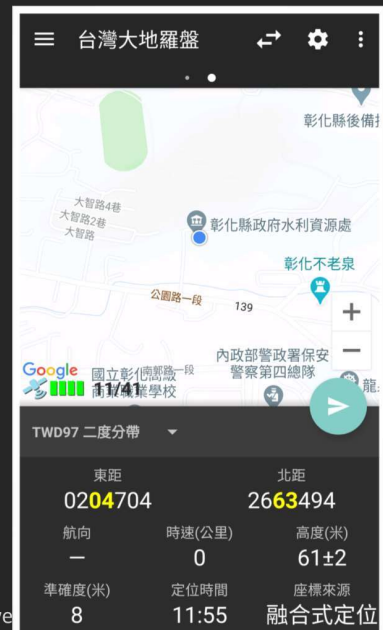 台灣大地羅盤
彰化縣後備
大智路4巷
大智路2巷
大智路
彰化縣政府水利資源處
彰化不老泉
公園路一段
139
+
內政部警政署保安
警察第四總隊
−
Google
國立彰化高級
南郭路一段
商業職業學校
龍
11/41
TWD97 二度分帶
東距
北距
0204704
2663494
航向
時速(公里)
高度(米)
—
0
61±2
準確度(米)
定位時間
座標來源
8
11:55
融合式定位